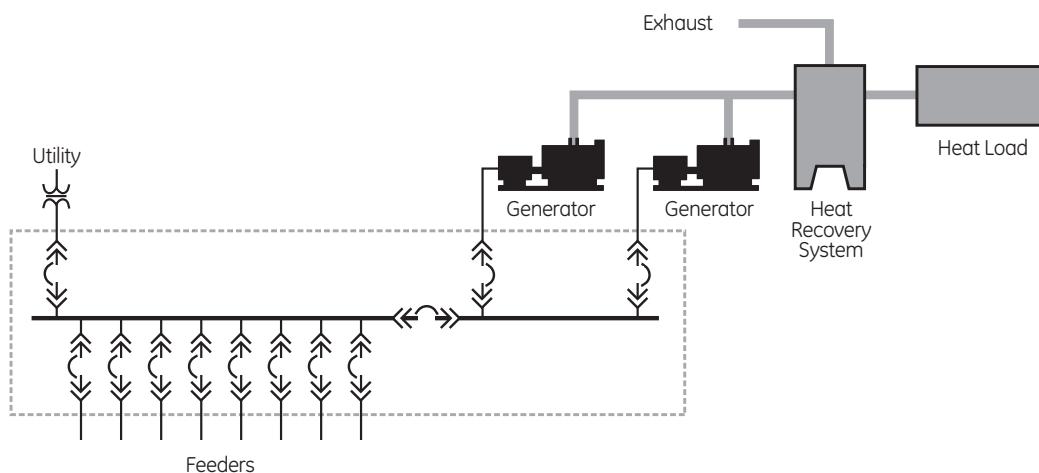 Exhaust
Utility
Heat Load
Generator
Generator
Heat
Recovery
System
Feeders